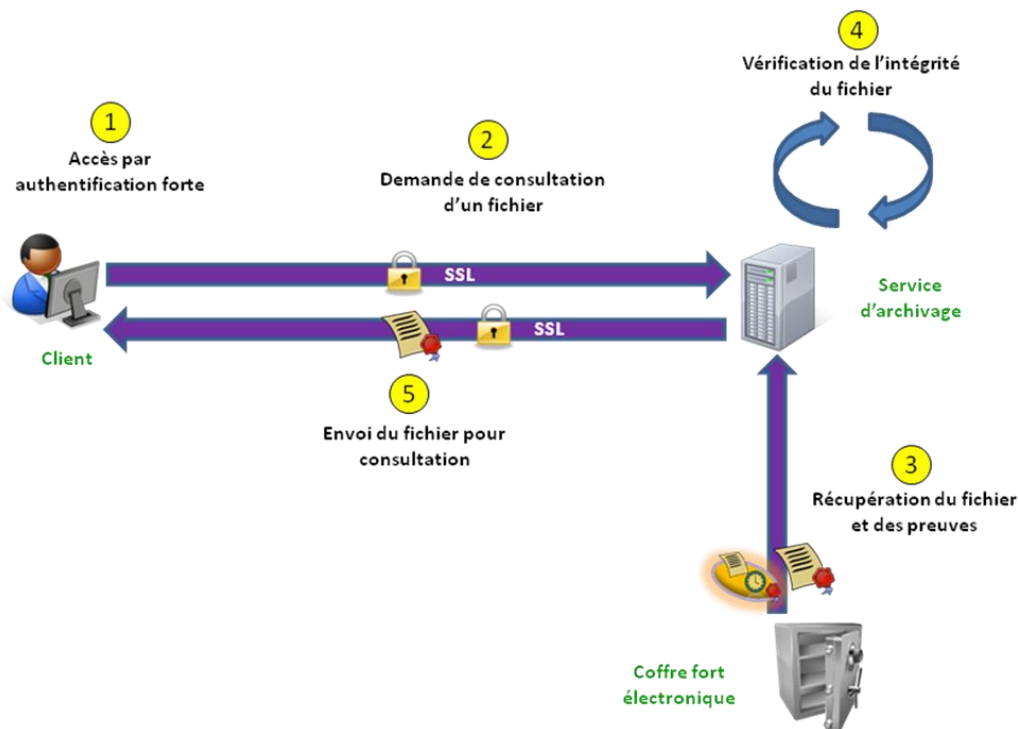 1
Accès par
authentification forte
2
Demande de consultation
d'un fichier
4
Vérification de l'intégrité
du fichier
SSL
Service
d'archivage
SSL
Client
5
Envoi du fichier pour
consultation
3
Récupération du fichier
et des preuves
Coffre fort
électronique